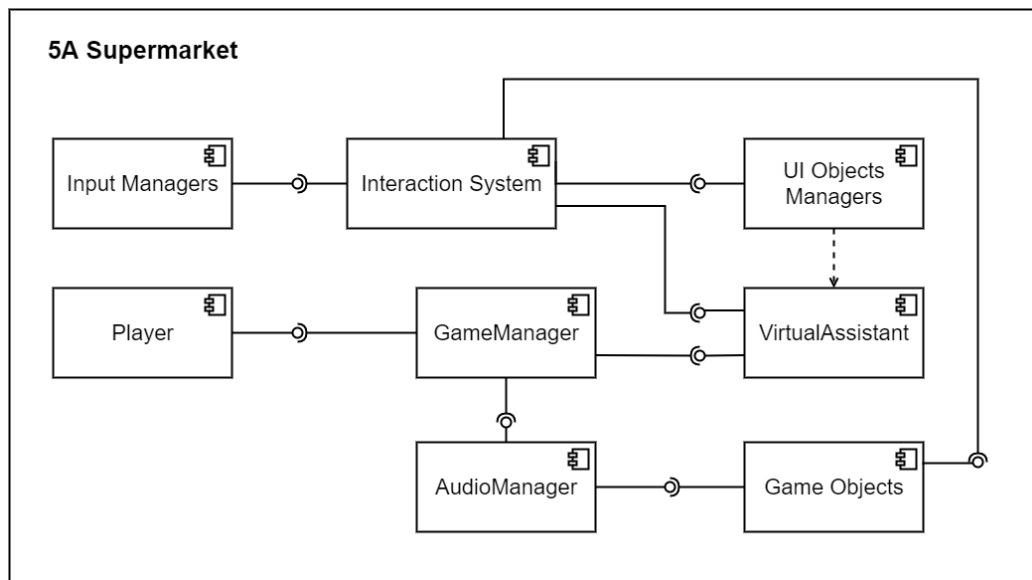 5A Supermarket
Input Managers
Interaction System
UI Objects
Managers
Player
GameManager
VirtualAssistant
AudioManager
Game Objects